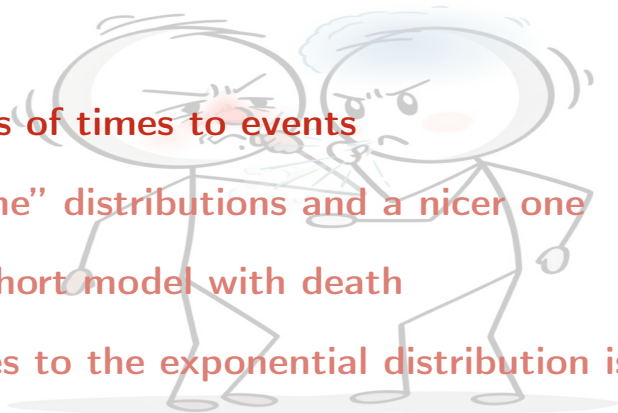 s of times to events
ne” distributions and a nicer one
hort model with death
es to the exponential distribution is